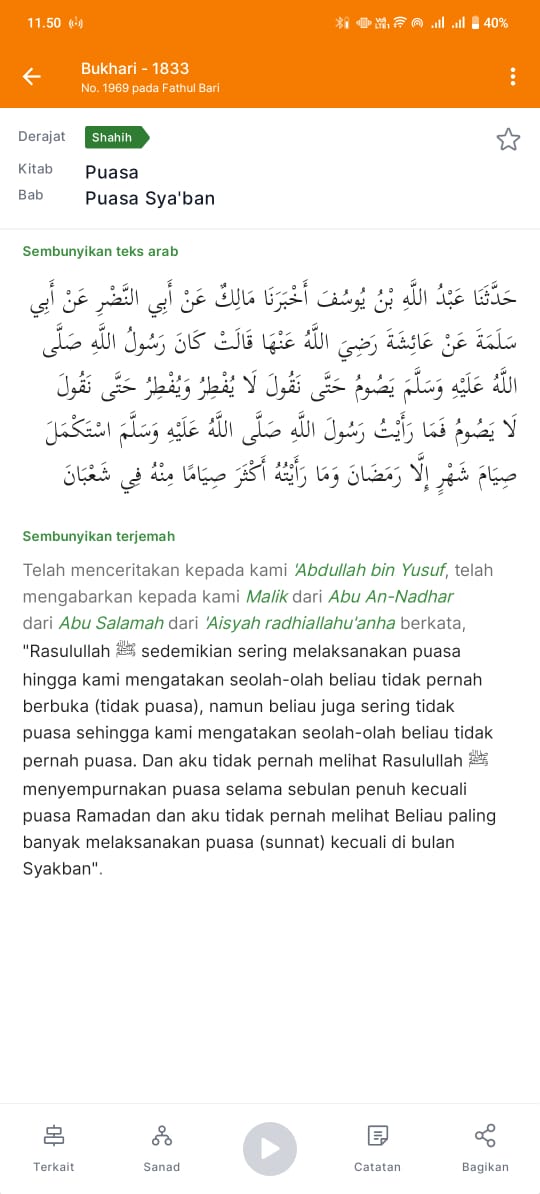 11.50
40%
Bukhari - 1833
No. 1969 pada Fathul Bari
Derajat Shahih
Kitab Puasa
Bab Puasa Sya'ban
Sembunyikan teks arab
حَدَّثَنَا عَبْدُ اللَّهِ بْنُ يُوسُفَ أَخْبَرَنَا مَالِكٌ عَنْ أَبِي النَّضْرِ عَنْ أَبِي
سَلَمَةَ عَنْ عَائِشَةَ رَضِيَ اللَّهُ عَنْهَا قَالَتْ كَانَ رَسُولُ اللَّهِ صَلَّى
اللَّهُ عَلَيْهِ وَسَلَّمَ يَصُومُ حَتَّى نَقُولَ لَا يُفْطِرُ وَيُفْطِرُ حَتَّى نَقُولَ
لَا يَصُومُ فَمَا رَأَيْتُ رَسُولَ اللَّهِ صَلَّى اللَّهُ عَلَيْهِ وَسَلَّمَ اسْتَكْمَلَ
صِيَامَ شَهْرٍ إِلَّا رَمَضَانَ وَمَا رَأَيْتُهُ أَكْثَرَ صِيَامًا مِنْهُ فِي شَعْبَانَ
Sembunyikan terjemah
Telah menceritakan kepada kami 'Abdullah bin Yusuf, telah
mengabarkan kepada kami Malik dari Abu An-Nadhar
dari Abu Salamah dari 'Aisyah radhiallahu'anha berkata,
"Rasulullah ﷺ sedemikian sering melaksanakan puasa
hingga kami mengatakan seolah-olah beliau tidak pernah
berbuka (tidak puasa), namun beliau juga sering tidak
puasa sehingga kami mengatakan seolah-olah beliau tidak
pernah puasa. Dan aku tidak pernah melihat Rasulullah ﷺ
menyempurnakan puasa selama sebulan penuh kecuali
puasa Ramadan dan aku tidak pernah melihat Beliau paling
banyak melaksanakan puasa (sunnat) kecuali di bulan
Syakban".
Terkait Sanad Catatan Bagikan